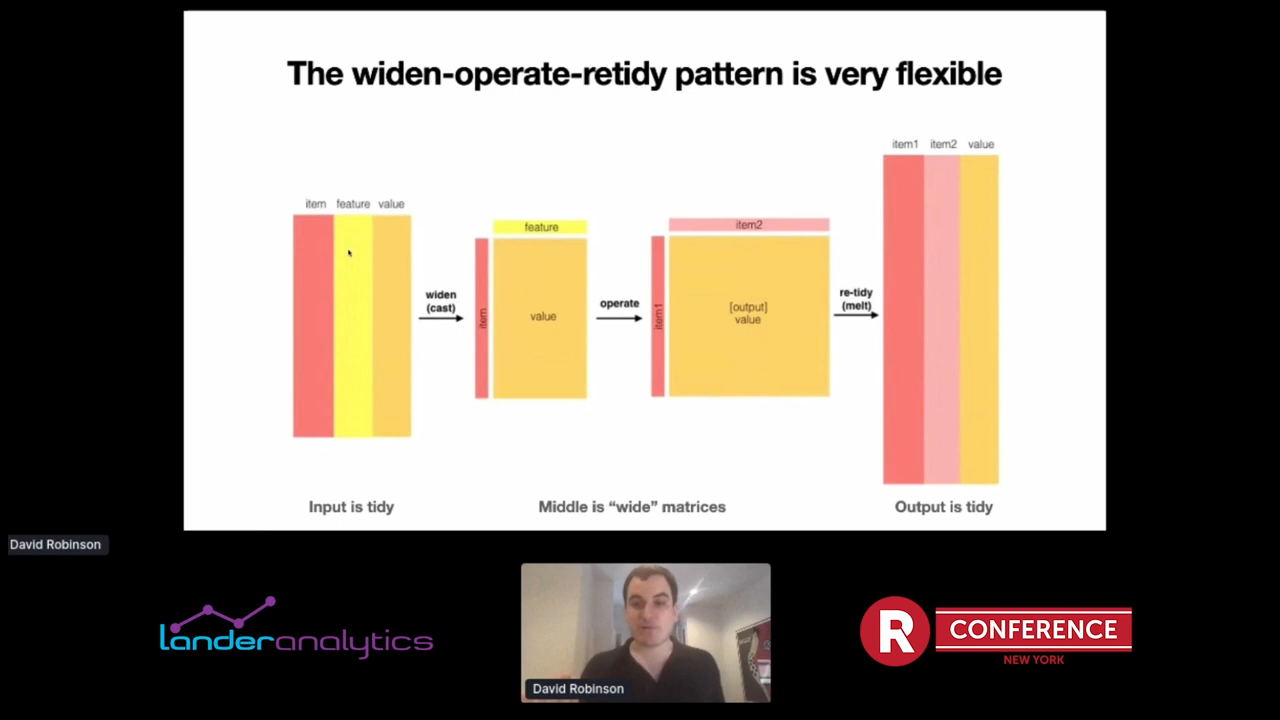 The widen-operate-retidy pattern is very flexible
item feature value
widen
(cast)
feature
item
value
operate
item2
item1
[output]
value
re-tidy
(melt)
item1 item2 value
Input is tidy
Middle is “wide” matrices
Output is tidy
David Robinson
landeranalytics
David Robinson
R CONFERENCE
NEW YORK